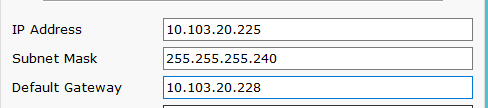 IP Address 10.103.20.225
Subnet Mask 255.255.255.240
Default Gateway 10.103.20.228